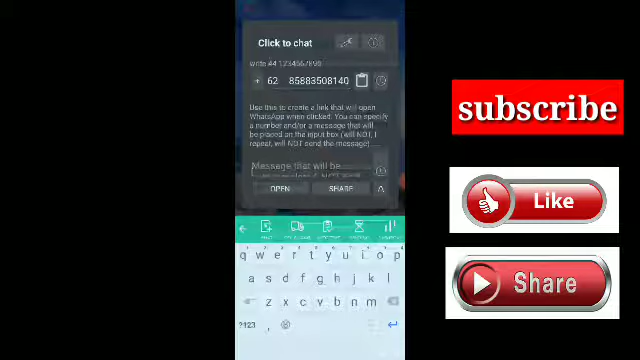 Click to chat
write 44 1234567890
+ 62 85883508140
Use this to create a link that will open
WhatsApp when clicked. You can specify
a number and/or a message that will
be placed on the input box (will NOT, I
repeat, will NOT send the message)
Message that will be
OPEN SHARE
q w e r t y u i o p
a s d f g h j k l
z x c v b n m
?123 ,
subscribe
Like
Share